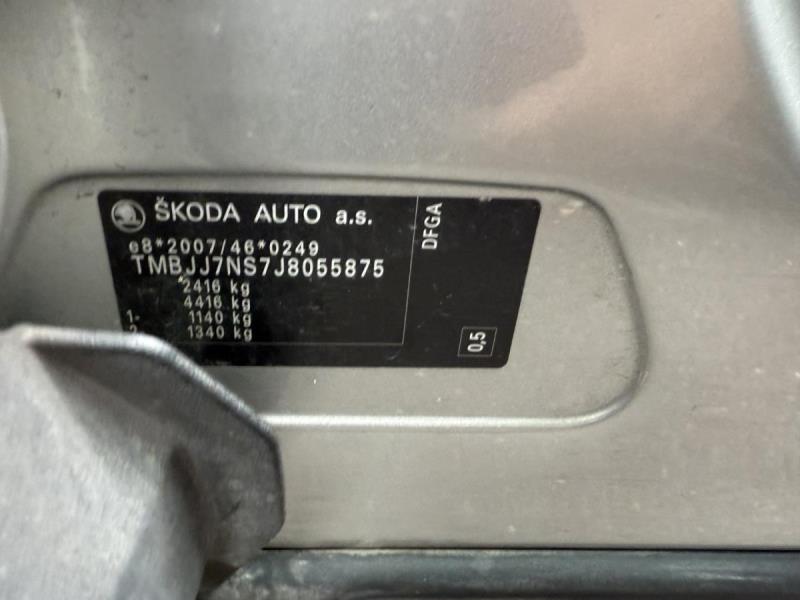 ŠKODA AUTO a.s.
e8*2007/46*0249
TMBJJ7NS7J8055875
2416 kg
4416 kg
1- 1140 kg
1340 kg
DFGA
0,5